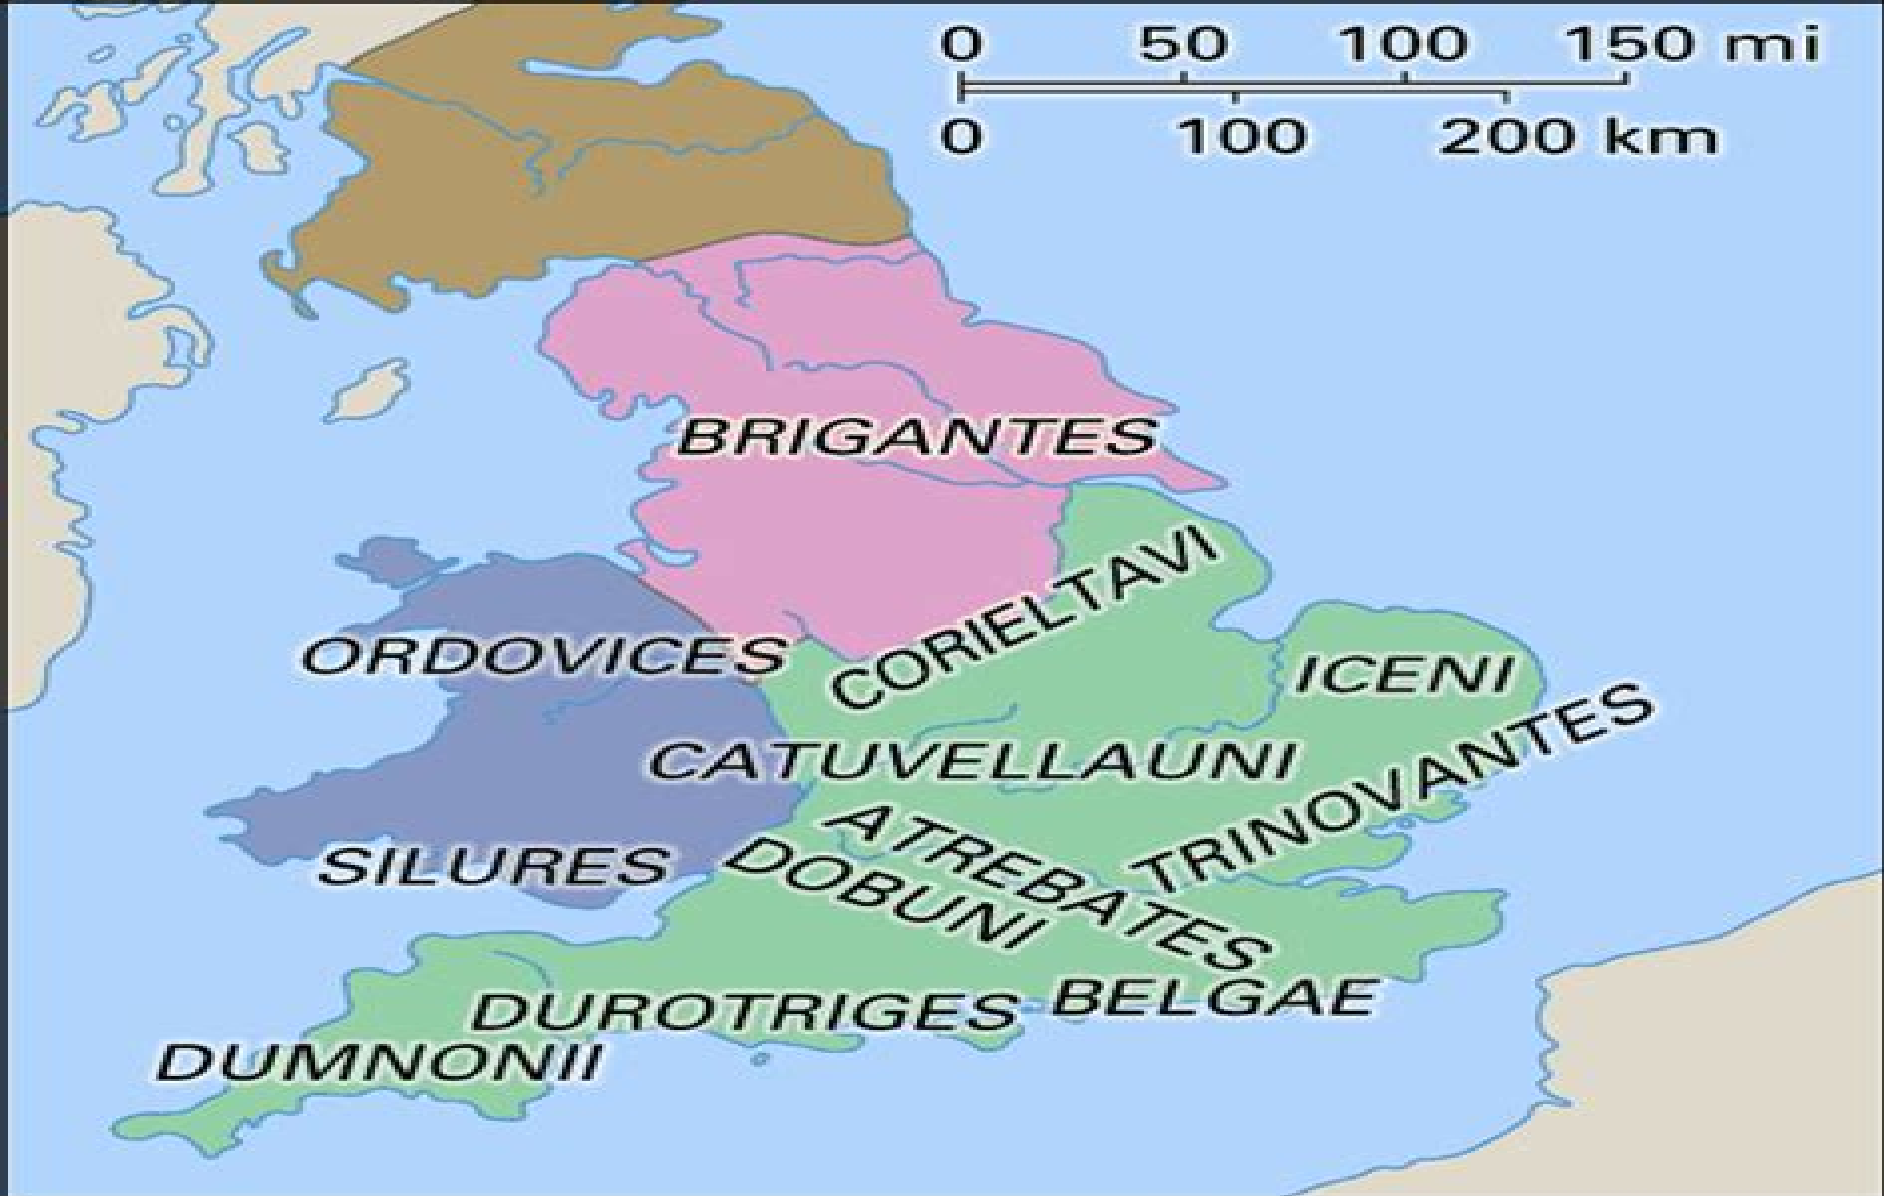 0 50 100 150 mi
0 100 200 km
BRIGANTES
CORIELTAVI
ORDOVICES
ICENI
TRINOVANTES
CATUVELLAUNI
ATREBATES
SILURES
DOBUNI
BELGAE
DUROTRIGES
DUMNONII